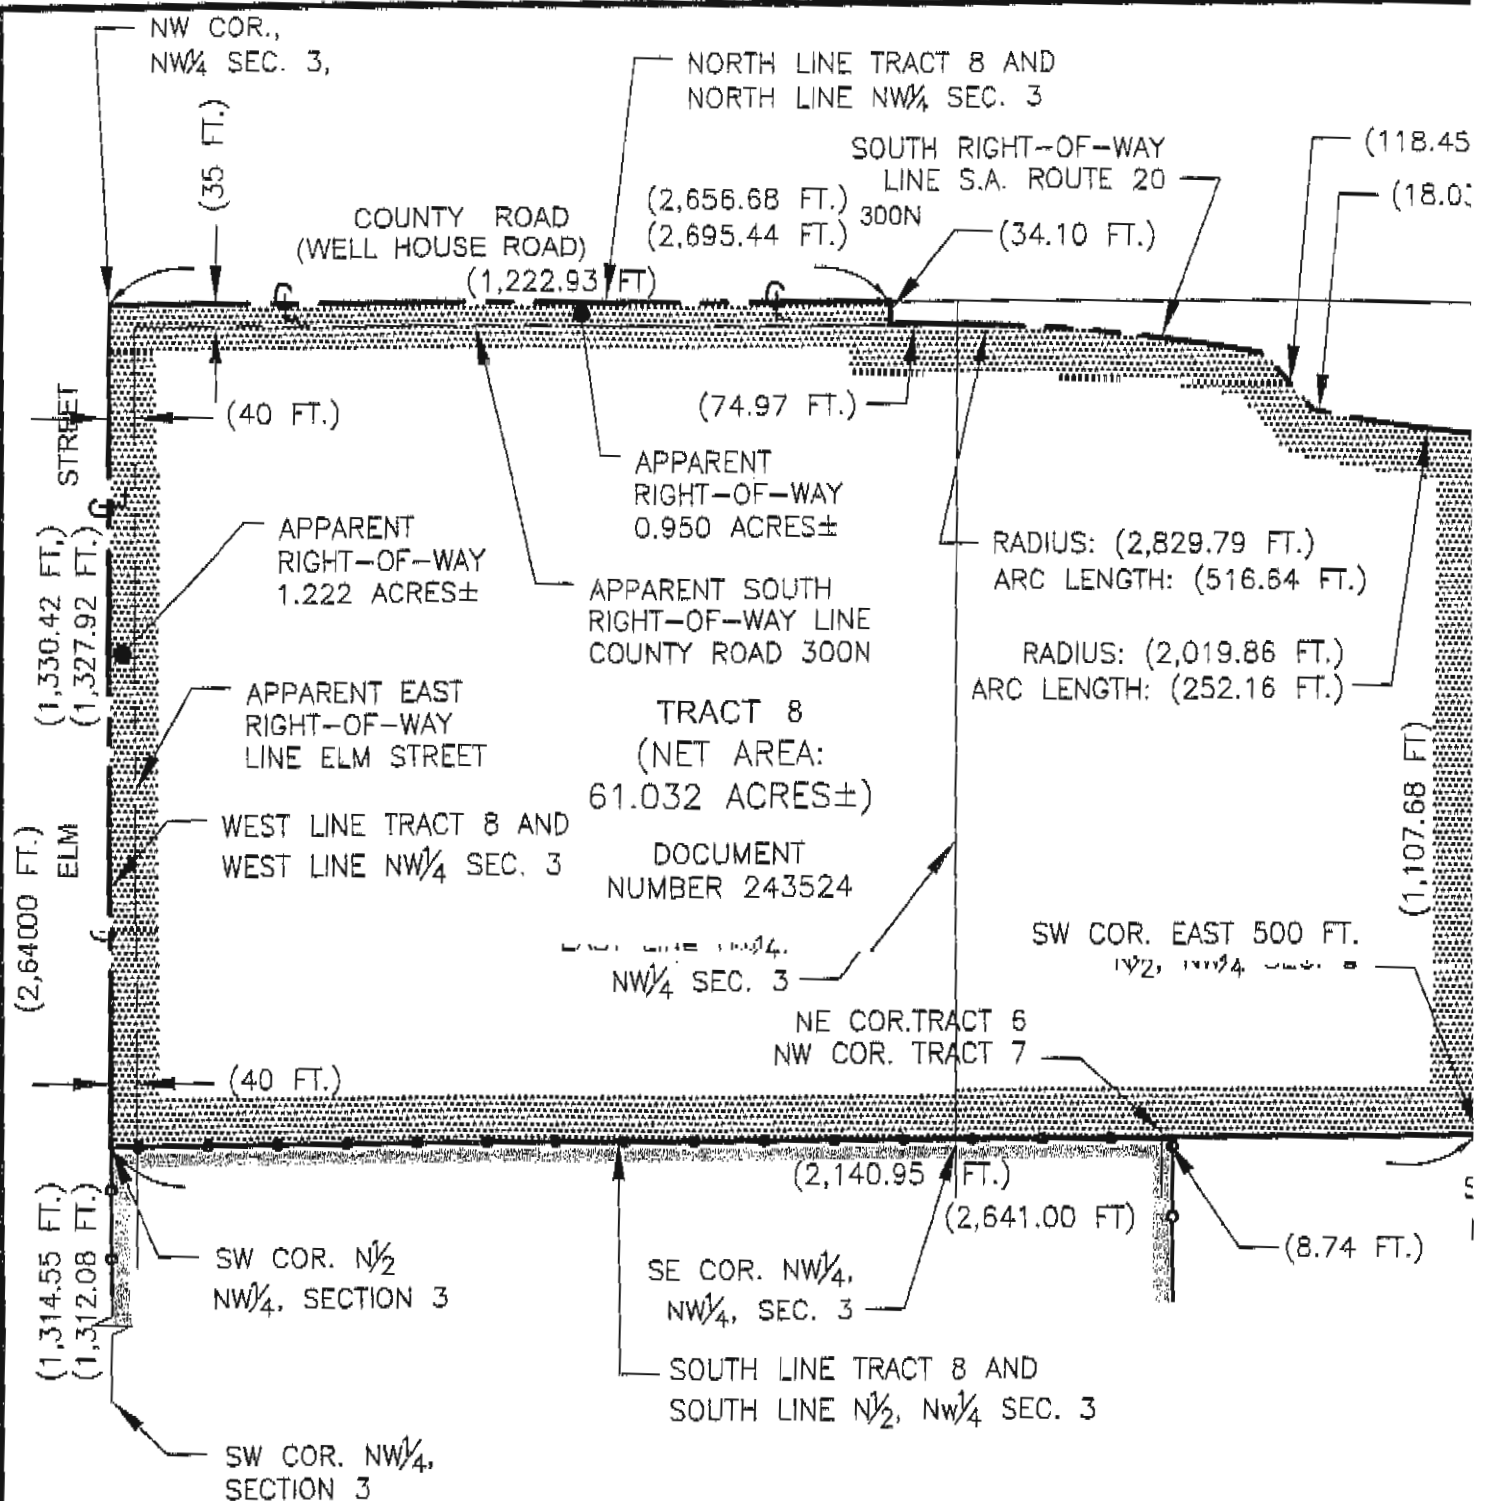 NW COR.,
NW¼ SEC. 3,
(35 FT.)
NORTH LINE TRACT 8 AND
NORTH LINE NW¼ SEC. 3
SOUTH RIGHT-OF-WAY
LINE S.A. ROUTE 20
(118.45
(18.03
COUNTY ROAD
(WELL HOUSE ROAD)
(2,656.68 FT.)
(2,695.44 FT.)
300N
(34.10 FT.)
(1,222.93 FT)
(40 FT.)
(74.97 FT.)
STREET
APPARENT
RIGHT-OF-WAY
0.950 ACRES±
APPARENT
RIGHT-OF-WAY
1.222 ACRES±
APPARENT SOUTH
RIGHT-OF-WAY LINE
COUNTY ROAD 300N
RADIUS: (2,829.79 FT.)
ARC LENGTH: (516.64 FT.)
RADIUS: (2,019.86 FT.)
ARC LENGTH: (252.16 FT.)
(1,330.42 FT.)
(1,327.92 FT.)
APPARENT EAST
RIGHT-OF-WAY
LINE ELM STREET
TRACT 8
(NET AREA:
61.032 ACRES±)
DOCUMENT
NUMBER 243524
WEST LINE TRACT 8 AND
WEST LINE NW¼ SEC. 3
(2,64000 FT.)
ELM
(1,107.68 FT)
NW¼ SEC. 3
SW COR. EAST 500 FT.
NE COR.TRACT 6
NW COR. TRACT 7
(40 FT.)
(2,140.95 FT.)
(2,641.00 FT)
(8.74 FT.)
(1,314.55 FT.)
(1,312.08 FT.)
SW COR. N½
NW¼, SECTION 3
SE COR. NW¼,
NW¼, SEC. 3
SOUTH LINE TRACT 8 AND
SOUTH LINE N½, Nw¼ SEC. 3
SW COR. NW¼,
SECTION 3